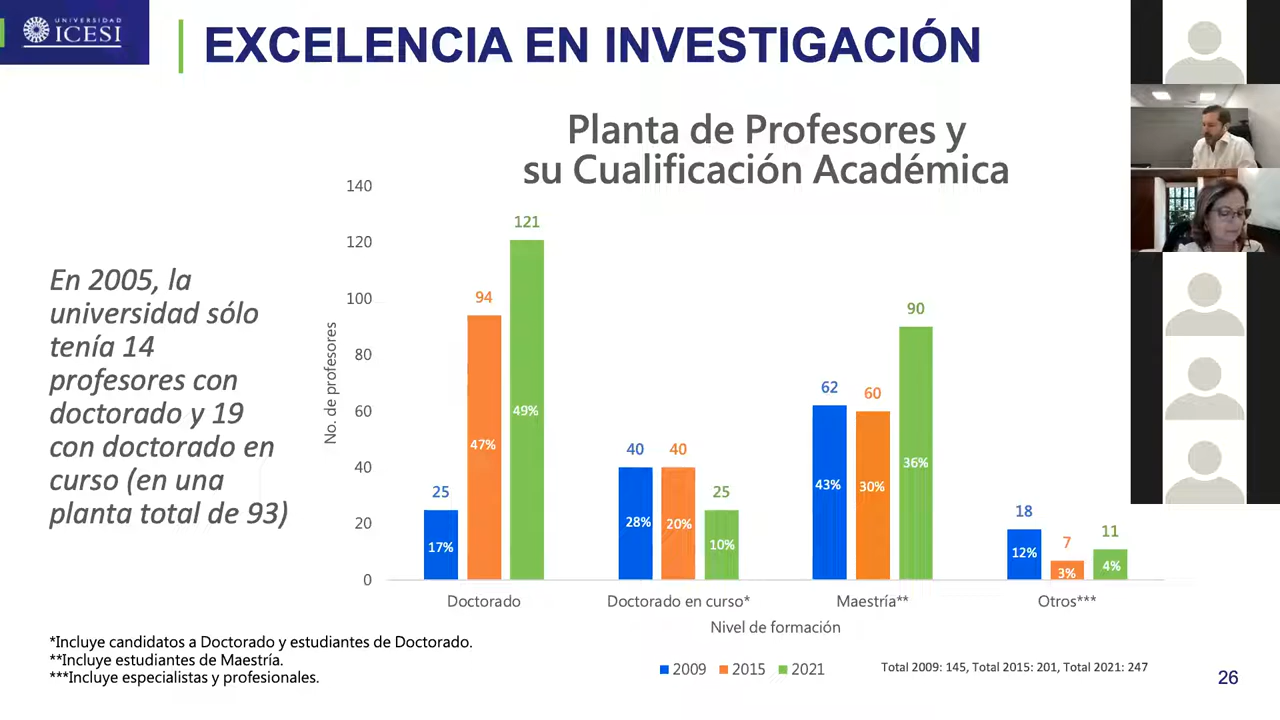 UNIVERSIDAD
ICESI
EXCELENCIA EN INVESTIGACIÓN
Planta de Profesores y
su Cualificación Académica
En 2005, la
universidad sólo
tenía 14
profesores con
doctorado y 19
con doctorado en
curso (en una
planta total de 93)
No. de profesores
140
120
100
80
60
40
20
0
25
94
121
17%
47%
49%
40
40
25
28%
20%
10%
62
60
90
43%
30%
36%
18
7
11
12%
3%
4%
Doctorado
Doctorado en curso*
Maestría**
Otros***
Nivel de formación
2009
2015
2021
Total 2009: 145, Total 2015: 201, Total 2021: 247
*Incluye candidatos a Doctorado y estudiantes de Doctorado.
**Incluye estudiantes de Maestría.
***Incluye especialistas y profesionales.
26